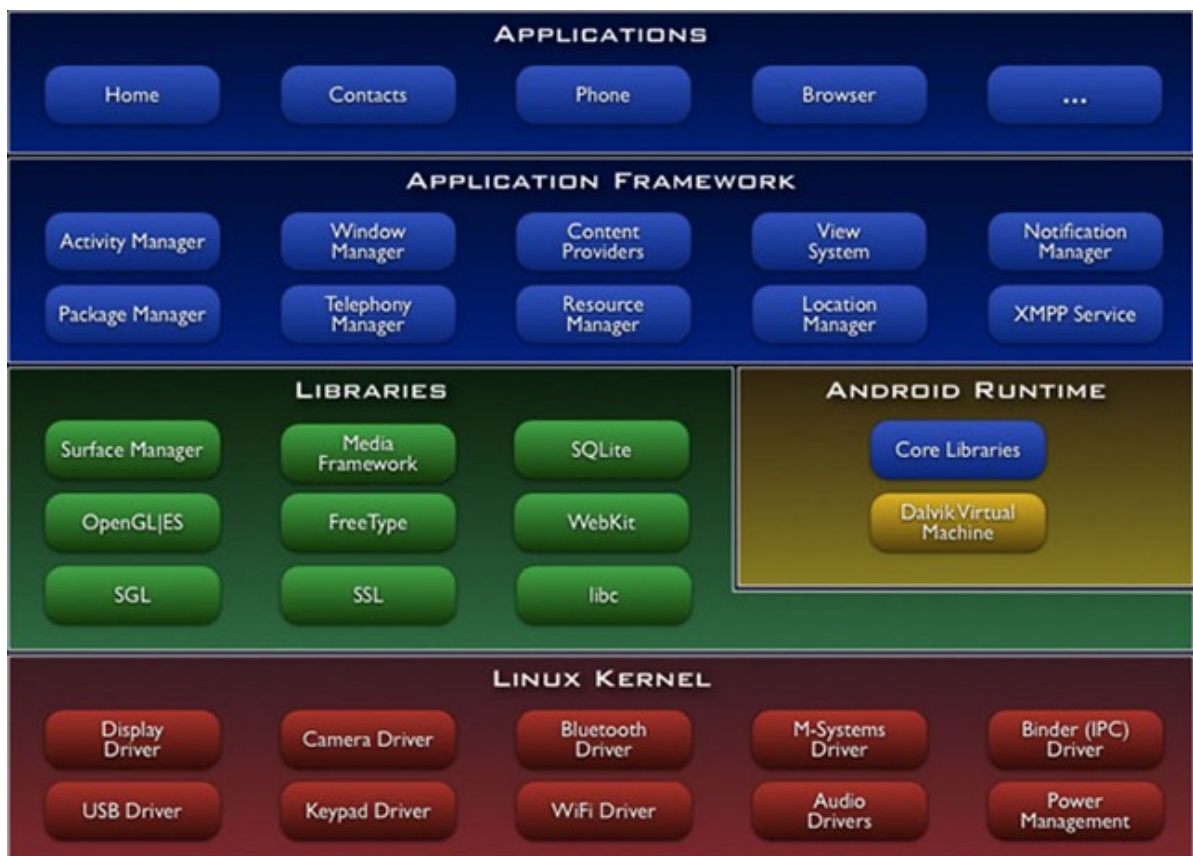 APPLICATIONS
Home
Contacts
Phone
Browser
...
APPLICATION FRAMEWORK
Activity Manager
Window
Manager
Content
Providers
View
System
Notification
Manager
Package Manager
Telephony
Manager
Resource
Manager
Location
Manager
XMPP Service
LIBRARIES
Surface Manager
Media
Framework
SQLite
OpenGL|ES
FreeType
WebKit
SGL
SSL
libc
ANDROID RUNTIME
Core Libraries
Dalvik Virtual
Machine
LINUX KERNEL
Display
Driver
Camera Driver
Bluetooth
Driver
M-Systems
Driver
Binder (IPC)
Driver
USB Driver
Keypad Driver
WiFi Driver
Audio
Drivers
Power
Management